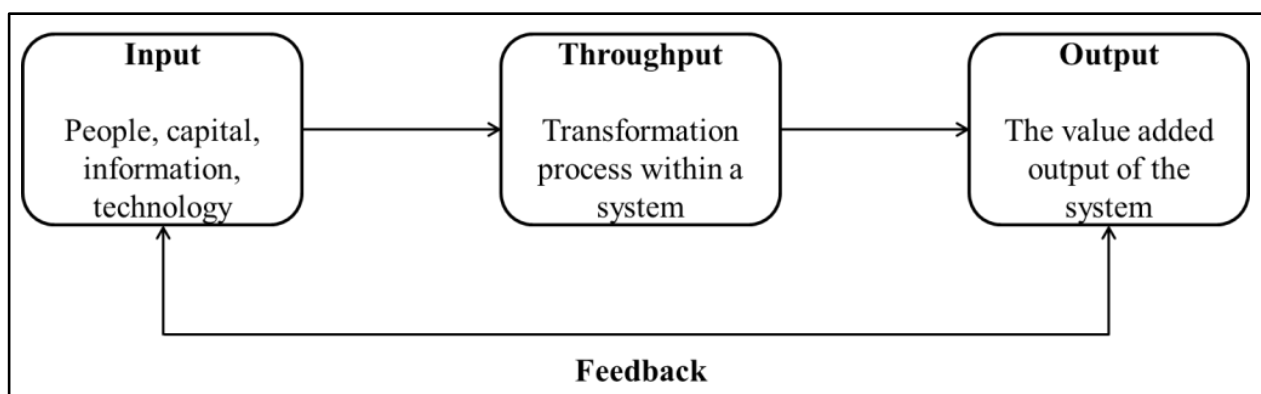 Input
People, capital,
information,
technology
Throughput
Transformation
process within a
system
Output
The value added
output of the
system
Feedback